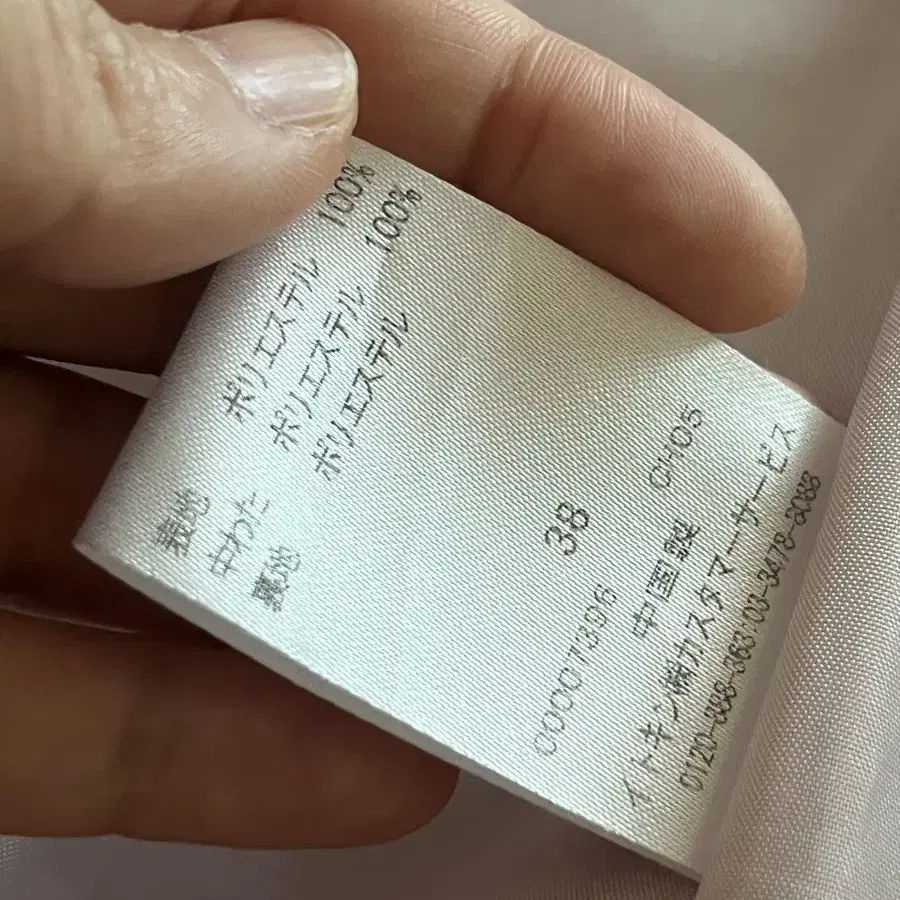 表地 ポリエステル 100%
中わた ポリエステル 100%
裏地 ポリエステル
38
00007396 中国製 CH05
イトキン㈱カスタマーサービス
0120-888-363:03-3478-8088